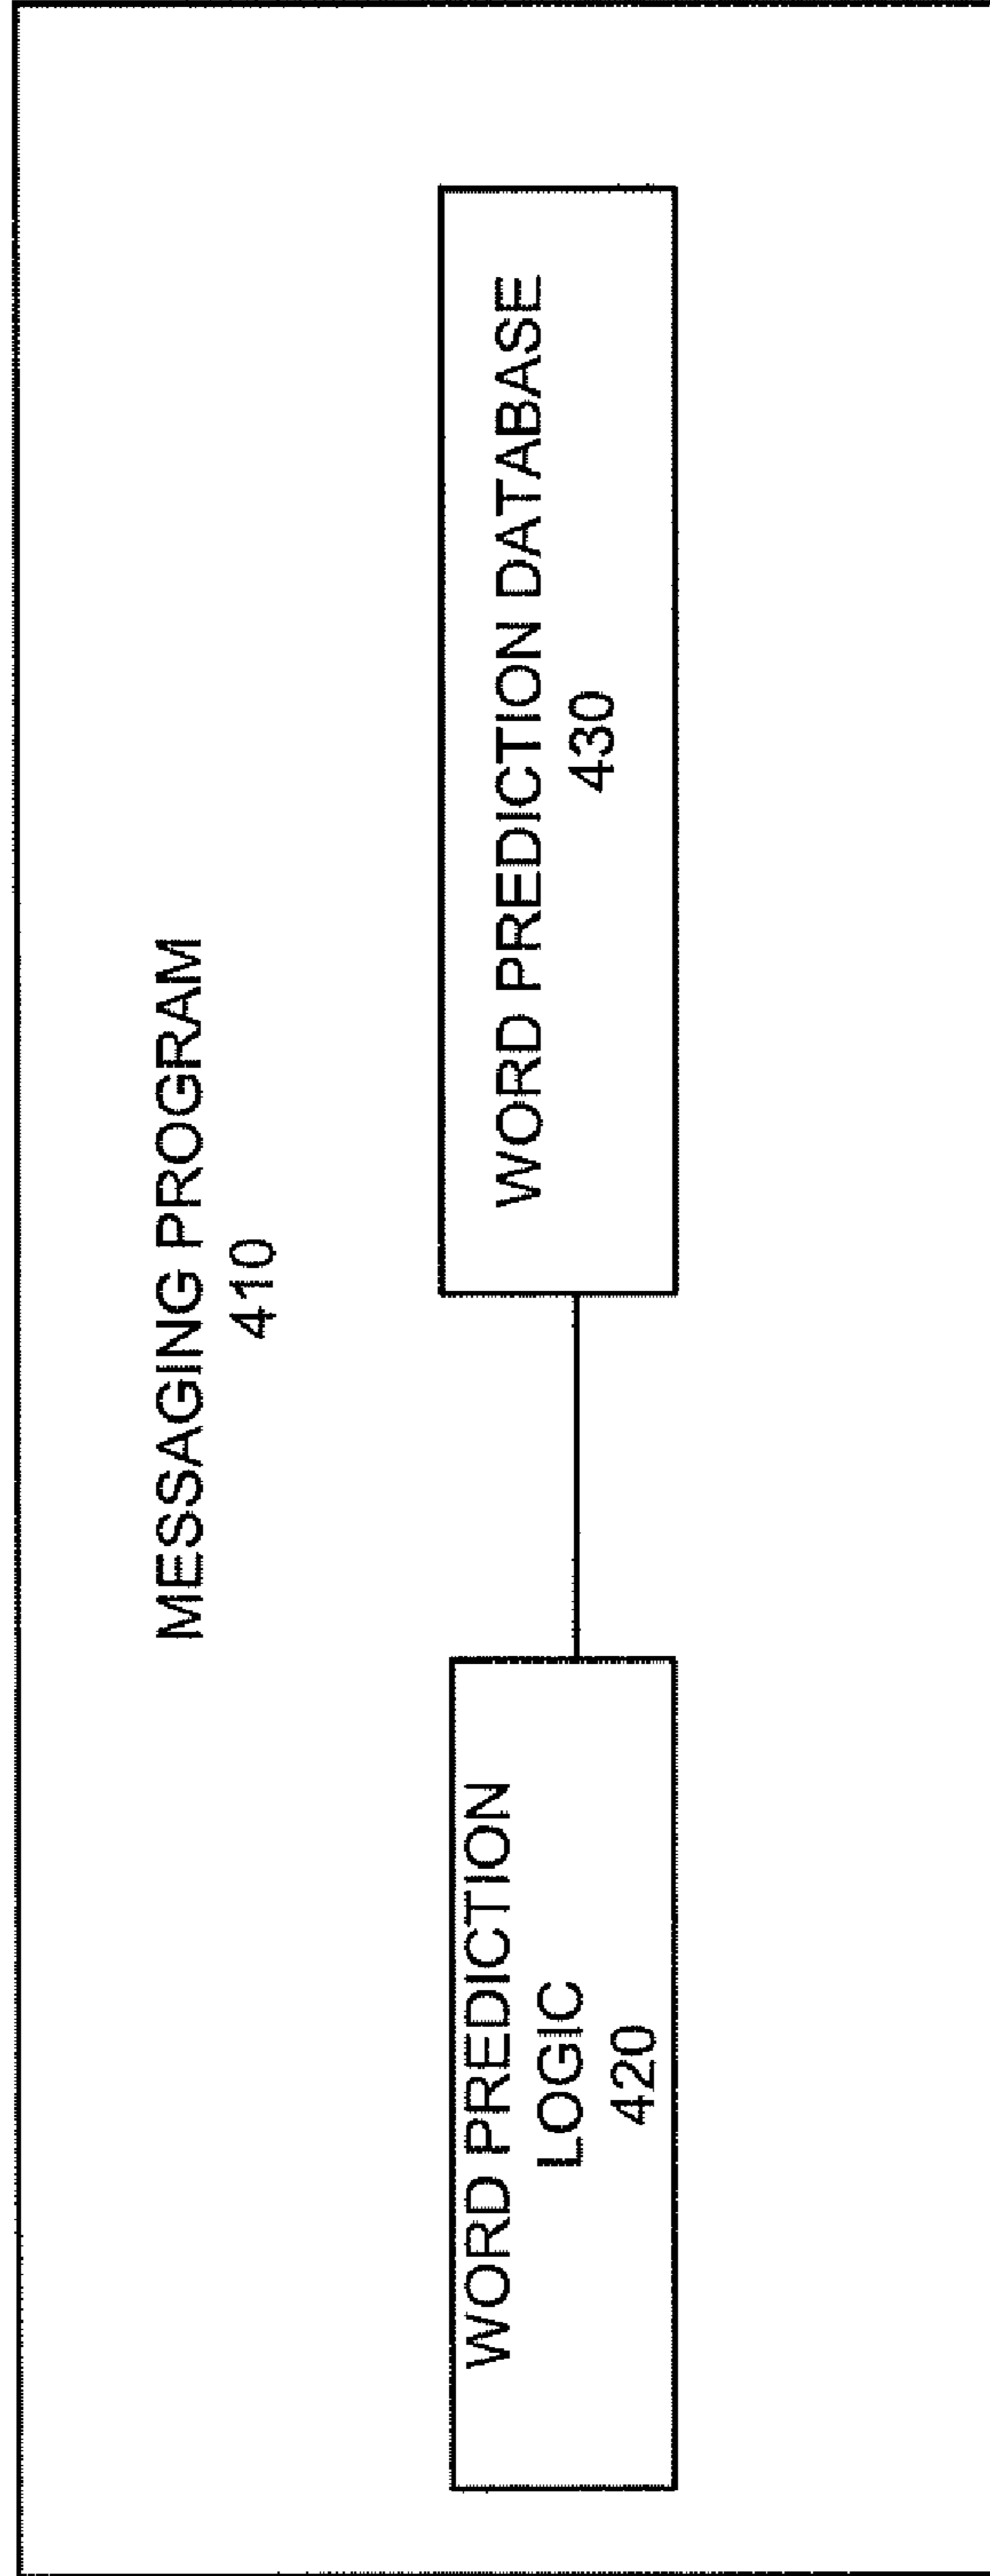 MESSAGING PROGRAM
410
WORD PREDICTION
LOGIC
420
WORD PREDICTION DATABASE
430